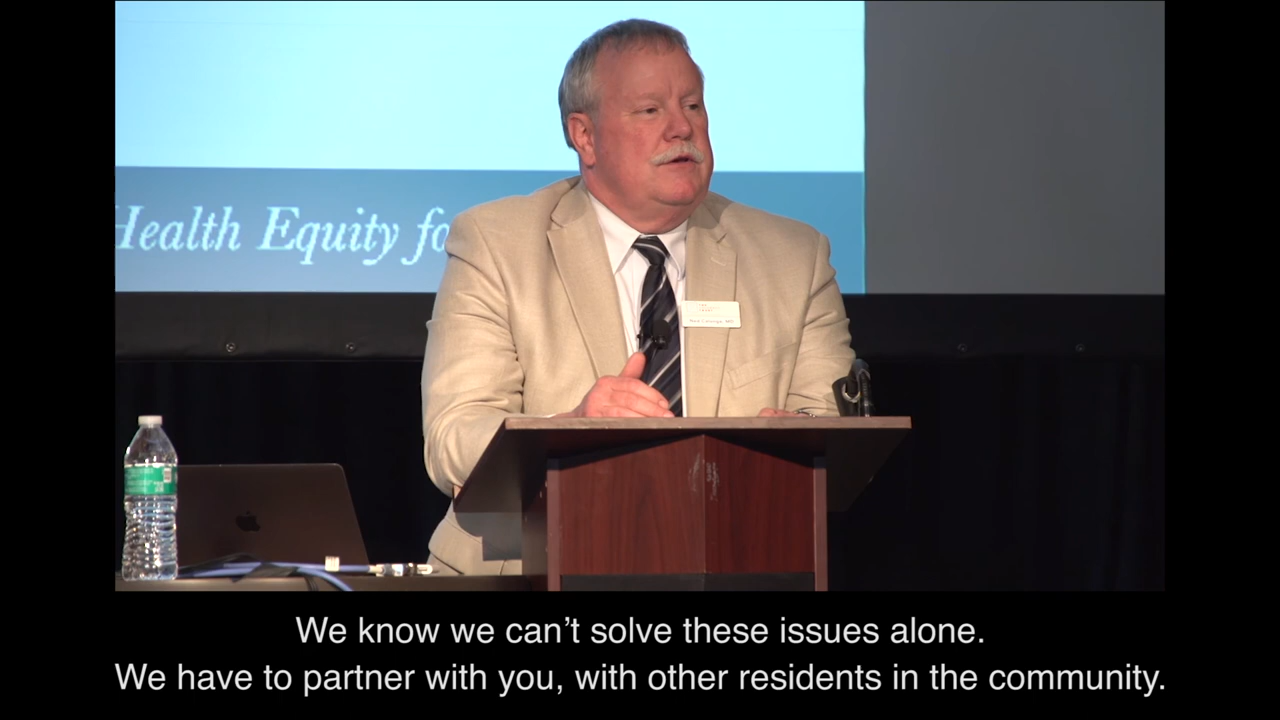 Health Equity fo
We know we can't solve these issues alone.
We have to partner with you, with other residents in the community.